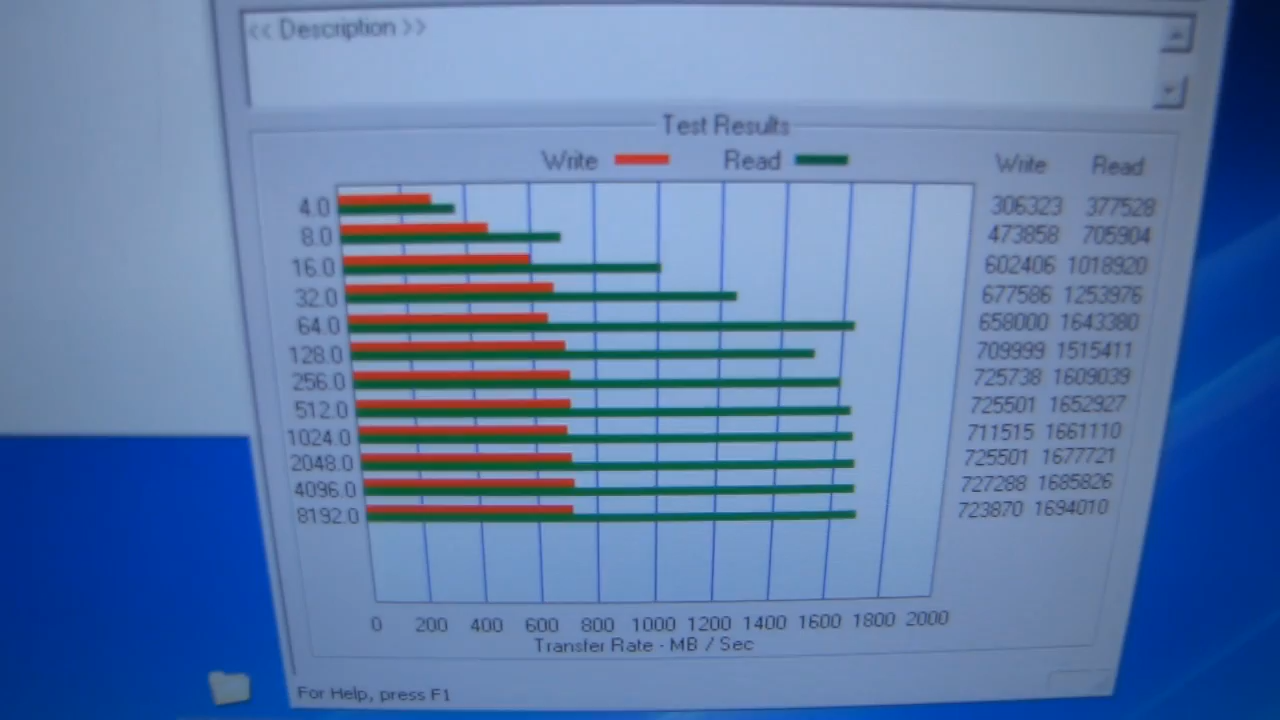 << Description >>
Test Results
Write Read Write Read
4.0 306323 377528
8.0 473858 705904
16.0 602406 1018920
32.0 677586 1253976
64.0 658000 1643380
128.0 709999 1515411
256.0 725738 1609039
512.0 725501 1652927
1024.0 711515 1661110
2048.0 725501 1677721
4096.0 727288 1685826
8192.0 723870 1694010
0 200 400 600 800 1000 1200 1400 1600 1800 2000
Transfer Rate - MB / Sec
For Help, press F1